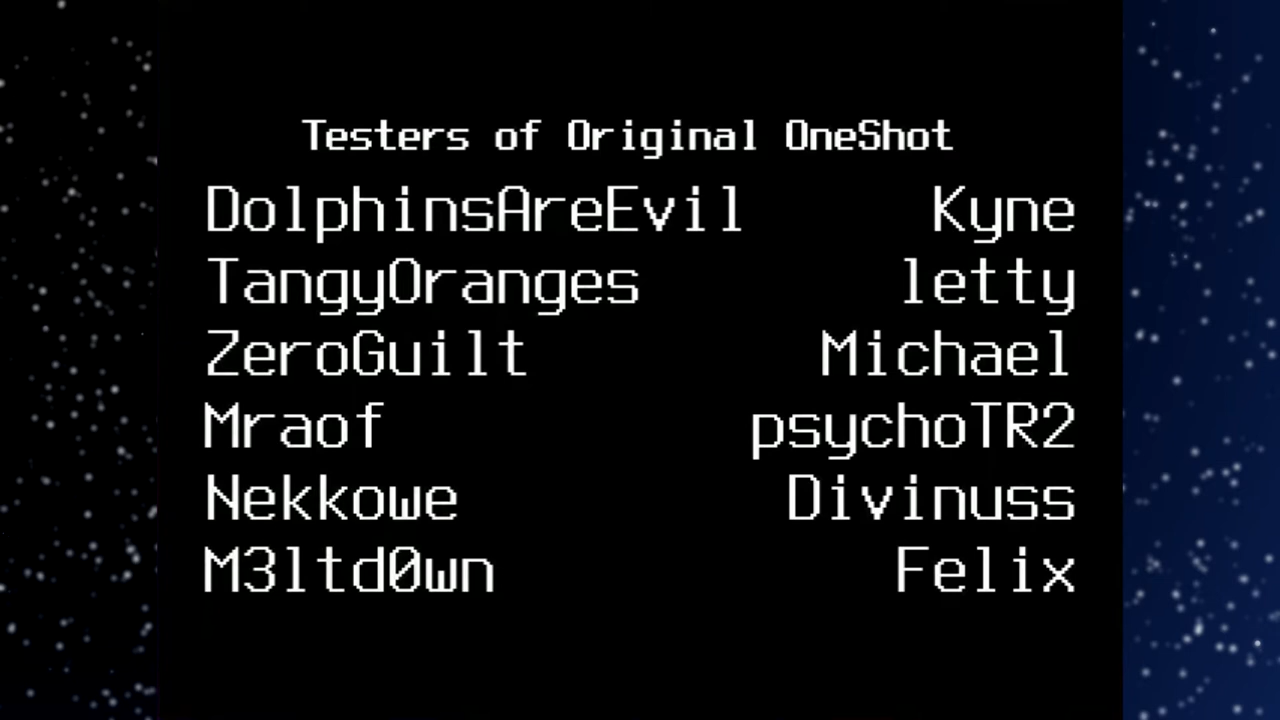 Testers of Original OneShot
DolphinsAreEvil Kyne
TangyOranges letty
ZeroGuilt Michael
Mraof psychoTR2
Nekkowe Divinuss
M3ltd0wn Felix